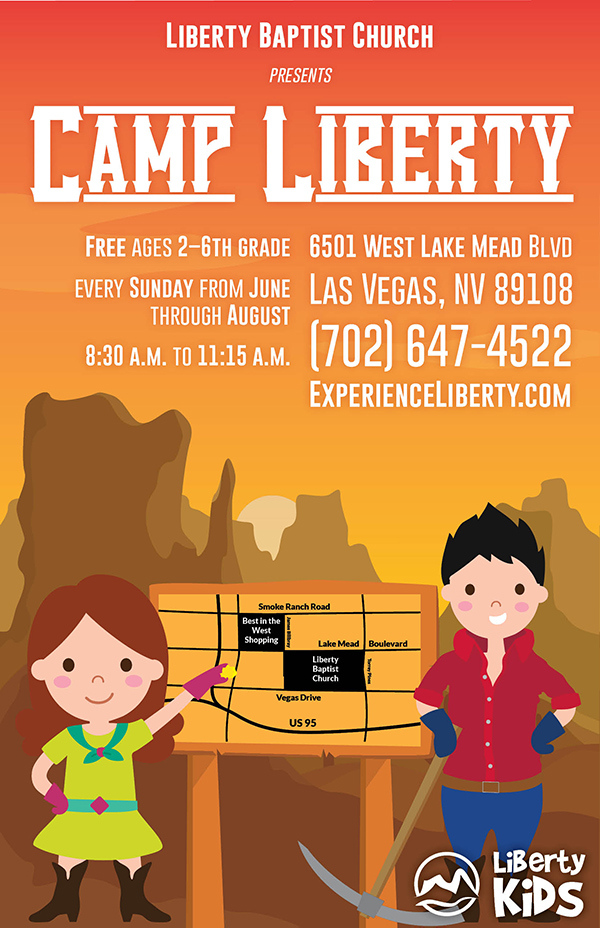 Liberty Baptist Church
PRESENTS
Camp Liberty
Free ages 2–6th grade
every Sunday from June
through August
8:30 a.m. to 11:15 a.m.
6501 West Lake Mead Blvd
Las Vegas, NV 89108
(702) 647-4522
ExperienceLiberty.com
Smoke Ranch Road
Best in the
West
Shopping
Lake Mead Boulevard
Liberty
Baptist
Church
Torrey Pines
Vegas Drive
US 95
LiBerty
KiDS